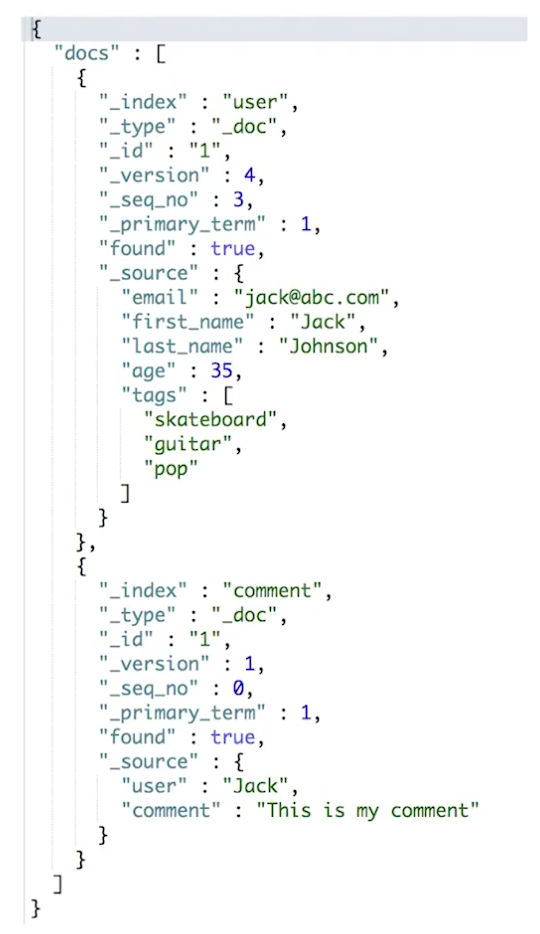 {
  "docs" : [
    {
      "_index" : "user",
      "_type" : "_doc",
      "_id" : "1",
      "_version" : 4,
      "_seq_no" : 3,
      "_primary_term" : 1,
      "found" : true,
      "_source" : {
        "email" : "jack@abc.com",
        "first_name" : "Jack",
        "last_name" : "Johnson",
        "age" : 35,
        "tags" : [
          "skateboard",
          "guitar",
          "pop"
        ]
      }
    },
    {
      "_index" : "comment",
      "_type" : "_doc",
      "_id" : "1",
      "_version" : 1,
      "_seq_no" : 0,
      "_primary_term" : 1,
      "found" : true,
      "_source" : {
        "user" : "Jack",
        "comment" : "This is my comment"
      }
    }
  ]
}